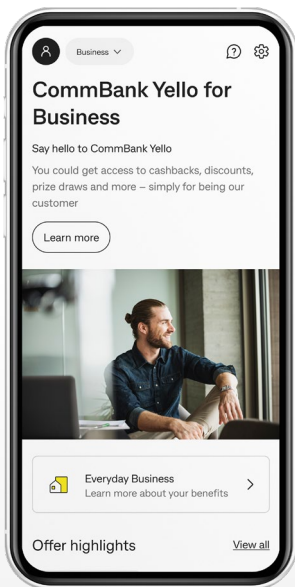 Business
CommBank Yello for
Business
Say hello to CommBank Yello
You could get access to cashbacks, discounts,
prize draws and more – simply for being our
customer
Learn more
Everyday Business
Learn more about your benefits
Offer highlights
View all